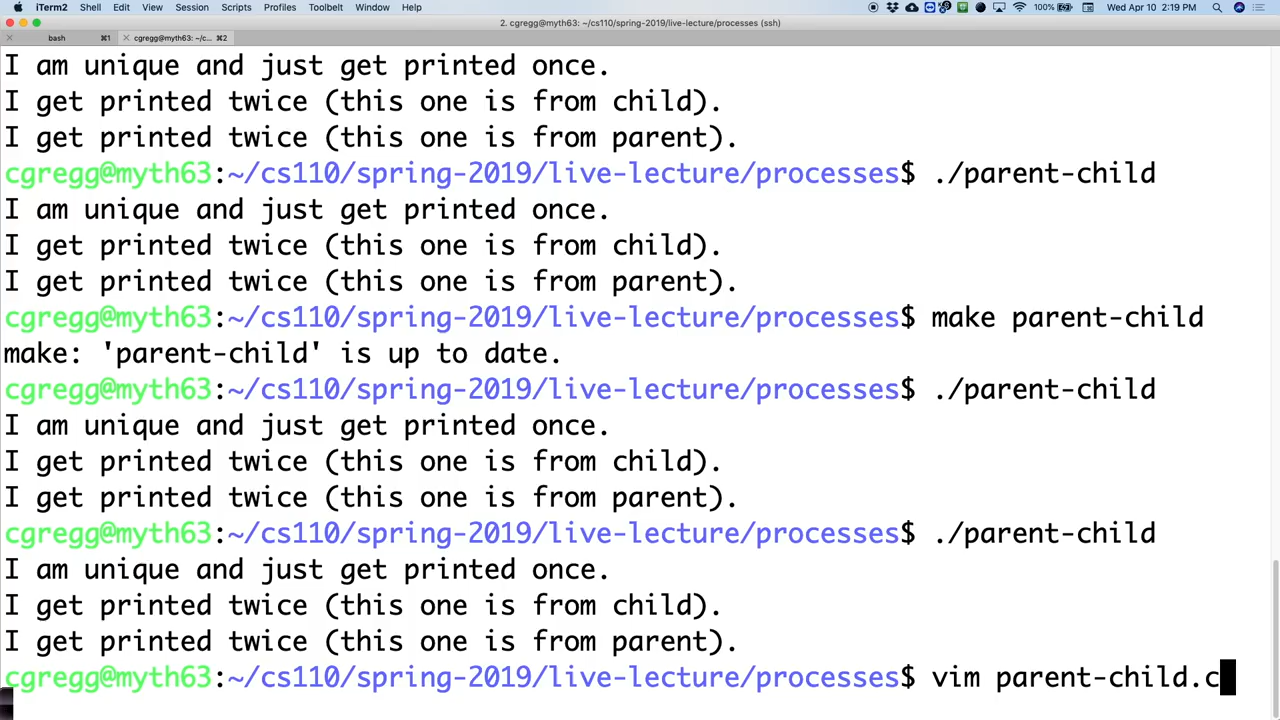 iTerm2 Shell Edit View Session Scripts Profiles Toolbelt Window Help 100% Wed Apr 10 2:19 PM
2. cgregg@myth63: ~/cs110/spring-2019/live-lecture/processes (ssh)
bash ⌘1 cgregg@myth63: ~/c... ⌘2
I am unique and just get printed once.
I get printed twice (this one is from child).
I get printed twice (this one is from parent).
cgregg@myth63:~/cs110/spring-2019/live-lecture/processes$ ./parent-child
I am unique and just get printed once.
I get printed twice (this one is from child).
I get printed twice (this one is from parent).
cgregg@myth63:~/cs110/spring-2019/live-lecture/processes$ make parent-child
make: 'parent-child' is up to date.
cgregg@myth63:~/cs110/spring-2019/live-lecture/processes$ ./parent-child
I am unique and just get printed once.
I get printed twice (this one is from child).
I get printed twice (this one is from parent).
cgregg@myth63:~/cs110/spring-2019/live-lecture/processes$ ./parent-child
I am unique and just get printed once.
I get printed twice (this one is from child).
I get printed twice (this one is from parent).
cgregg@myth63:~/cs110/spring-2019/live-lecture/processes$ vim parent-child.c